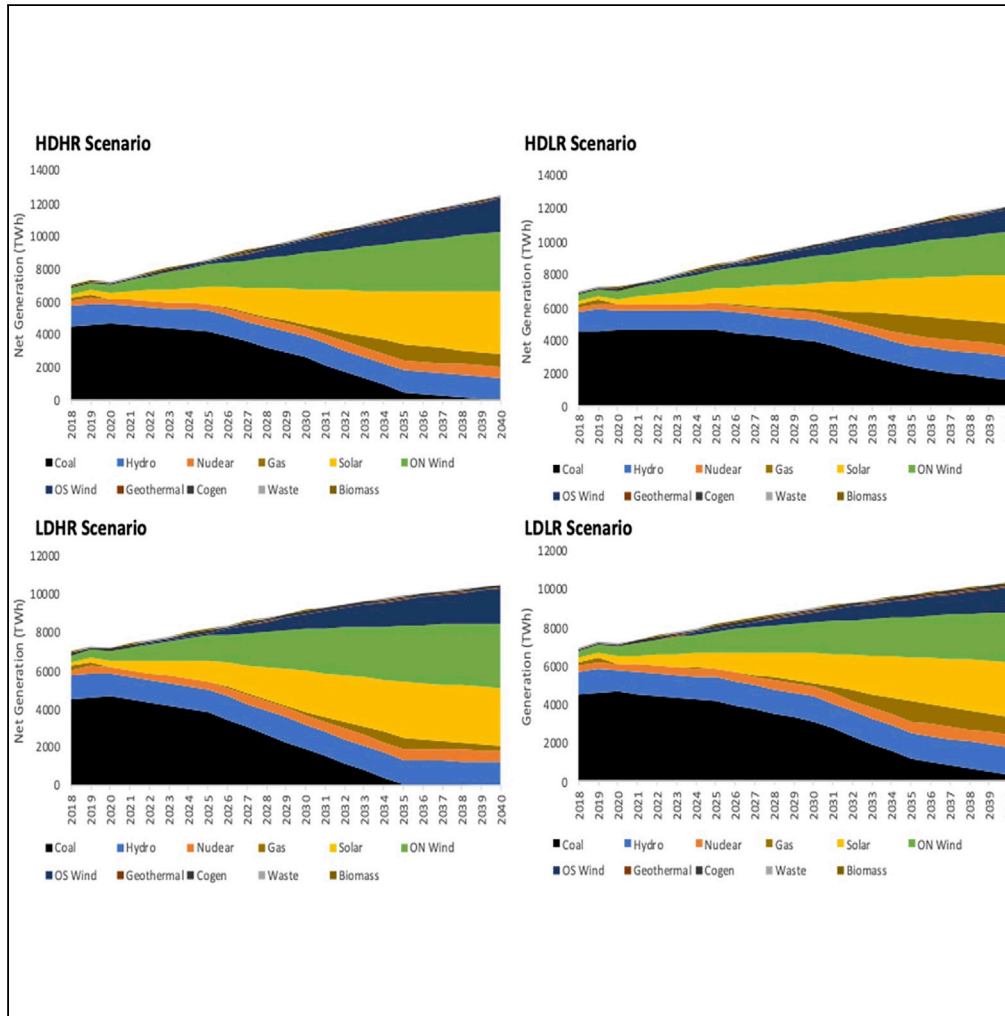 HDHR Scenario
Net Generation (TWh)
14000
12000
10000
8000
6000
4000
2000
0
2018 2019 2020 2021 2022 2023 2024 2025 2026 2027 2028 2029 2030 2031 2032 2033 2034 2035 2036 2037 2038 2039 2040
Coal Hydro Nudear Gas Solar ON Wind
OS Wind Geothermal Cogen Waste Biomass
HDLR Scenario
Net Generation (TWh)
14000
12000
10000
8000
6000
4000
2000
0
2018 2019 2020 2021 2022 2023 2024 2025 2026 2027 2028 2029 2030 2031 2032 2033 2034 2035 2036 2037 2038 2039
Coal Hydro Nudear Gas Solar ON Wind
OS Wind Geothermal Cogen Waste Biomass
LDHR Scenario
Net Generation (TWh)
12000
10000
8000
6000
4000
2000
0
2018 2019 2020 2021 2022 2023 2024 2025 2026 2027 2028 2029 2030 2031 2032 2033 2034 2035 2036 2037 2038 2039 2040
Coal Hydro Nudear Gas Solar ON Wind
OS Wind Geothermal Cogen Waste Biomass
LDLR Scenario
Generation (TWh)
12000
10000
8000
6000
4000
2000
0
2018 2019 2020 2021 2022 2023 2024 2025 2026 2027 2028 2029 2030 2031 2032 2033 2034 2035 2036 2037 2038 2039
Coal Hydro Nudear Gas Solar ON Wind
OS Wind Geothermal Cogen Waste Biomass